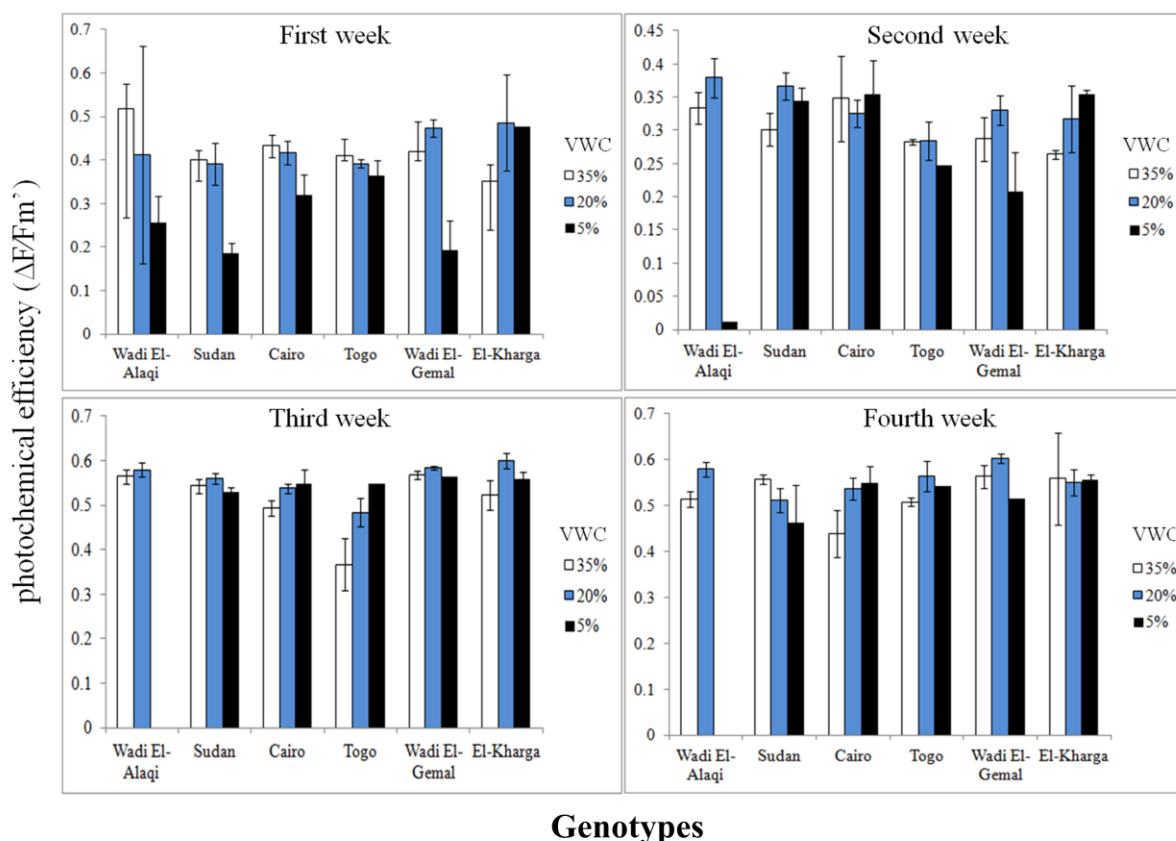 photochemical efficiency (ΔF/Fm’)
First week
0.7
0.6
0.5
0.4
0.3
0.2
0.1
0
Wadi El-
Alaqi
Sudan
Cairo
Togo
Wadi El-
Gemal
El-Kharga
VWC
35%
20%
5%
Second week
0.45
0.4
0.35
0.3
0.25
0.2
0.15
0.1
0.05
0
Wadi El-
Alaqi
Sudan
Cairo
Togo
Wadi El-
Gemal
El-Kharga
VWC
35%
20%
5%
Third week
0.7
0.6
0.5
0.4
0.3
0.2
0.1
0
Wadi El-
Alaqi
Sudan
Cairo
Togo
Wadi El-
Gemal
El-Kharga
VWC
35%
20%
5%
Fourth week
0.7
0.6
0.5
0.4
0.3
0.2
0.1
0
Wadi El-
Alaqi
Sudan
Cairo
Togo
Wadi El-
Gemal
El-Kharga
VWC
35%
20%
5%
Genotypes